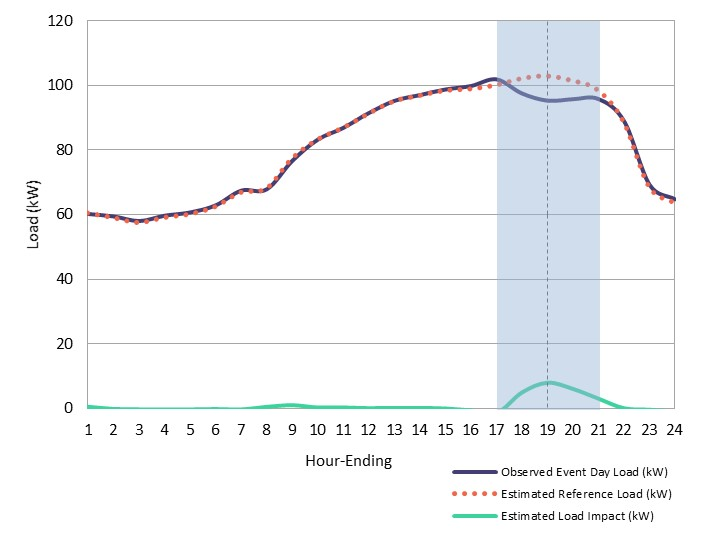 120
100
80
60
40
20
0
Load (kW)
1 2 3 4 5 6 7 8 9 10 11 12 13 14 15 16 17 18 19 20 21 22 23 24
Hour-Ending
Observed Event Day Load (kW)
Estimated Reference Load (kW)
Estimated Load Impact (kW)